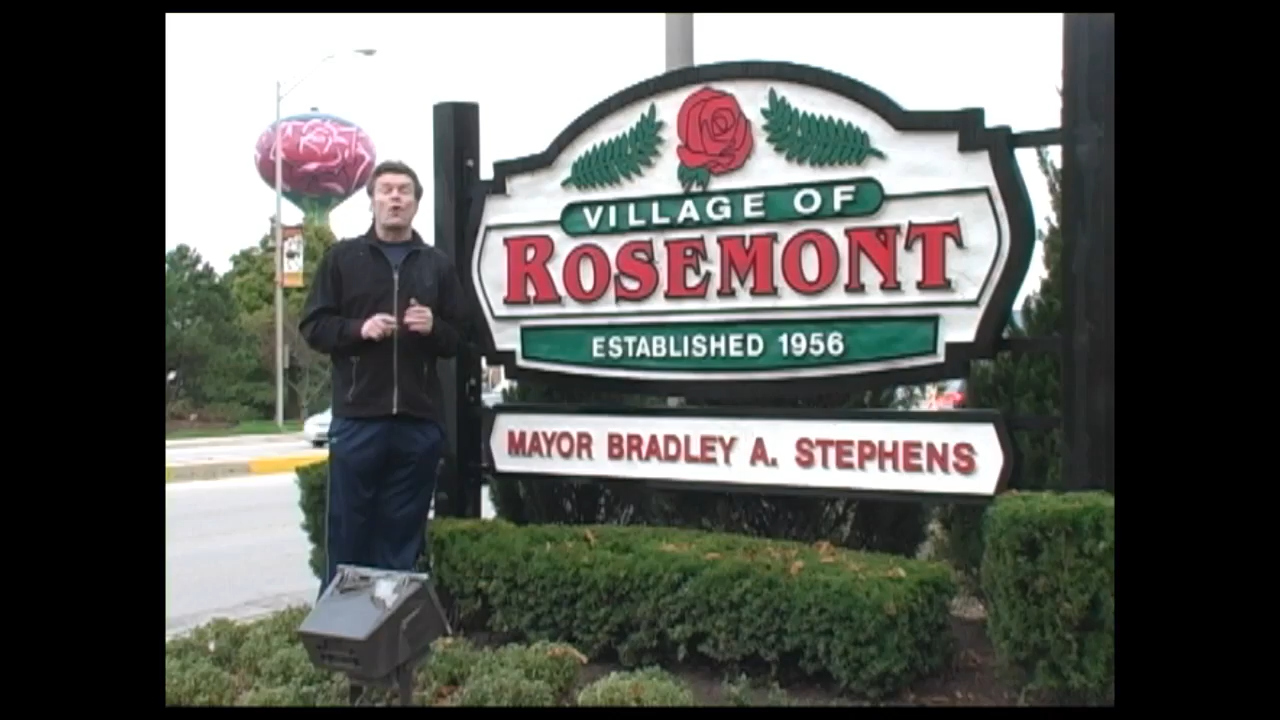 VILLAGE OF
ROSEMONT
ESTABLISHED 1956
MAYOR BRADLEY A. STEPHENS